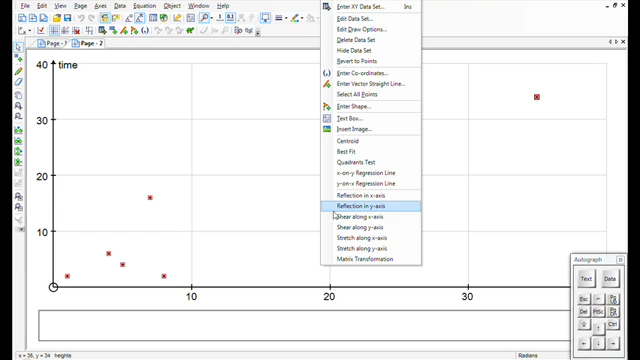 File Edit View Page Axes Data Equation Object Window Help
Page - 1 Page - 2
Enter XY Data Set... Ins
Edit Data Set...
Edit Draw Options...
Delete Data Set
Hide Data Set
Revert to Points
Enter Co-ordinates...
Enter Vector Straight Line...
Select All Points
Enter Shape...
Text Box...
Insert Image...
Centroid
Best Fit
Quadrants Test
x-on-y Regression Line
y-on-x Regression Line
Reflection in x-axis
Reflection in y-axis
Shear along x-axis
Shear along y-axis
Stretch along x-axis
Stretch along y-axis
Matrix Transformation
40 time
30
20
10
0 10 20 30
Autograph
Text Data
Esc
Del PtSc
Ctrl
x = 35, y = 34 heights
Radians